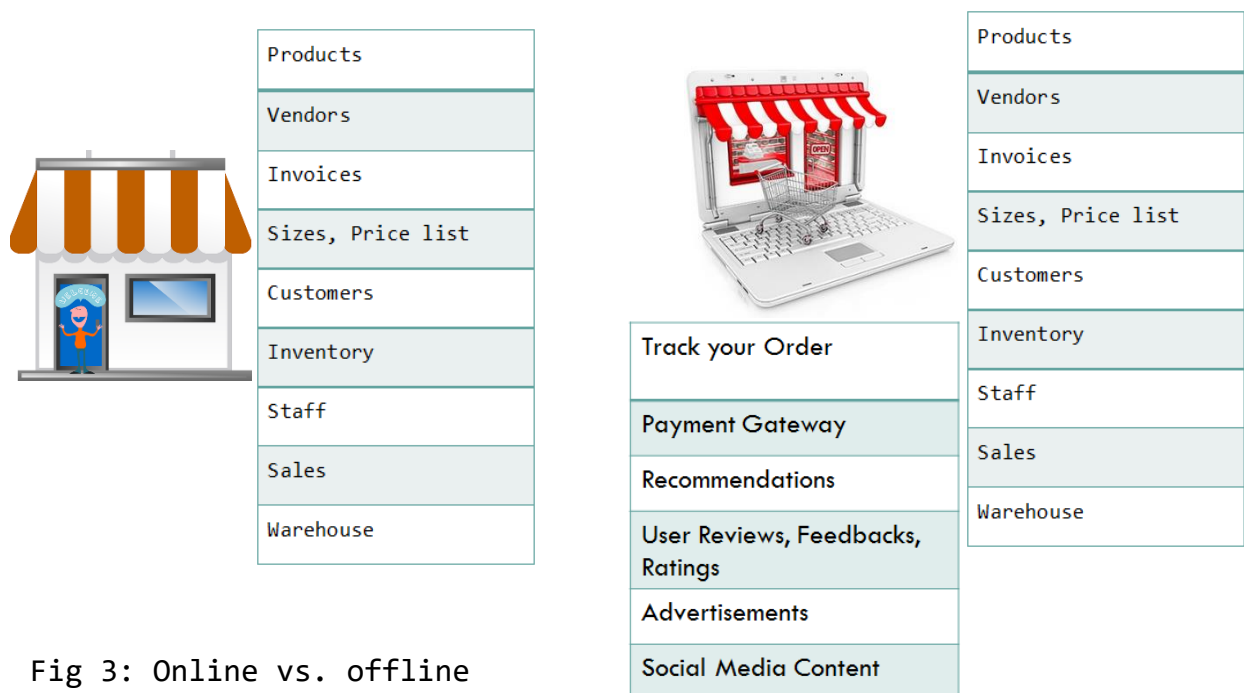 Products
Vendors
Invoices
Sizes, Price list
Customers
Inventory
Staff
Sales
Warehouse
WELCOME
OPEN
Track your Order
Payment Gateway
Recommendations
User Reviews, Feedbacks,
Ratings
Advertisements
Social Media Content
Products
Vendors
Invoices
Sizes, Price list
Customers
Inventory
Staff
Sales
Warehouse
Fig 3: Online vs. offline